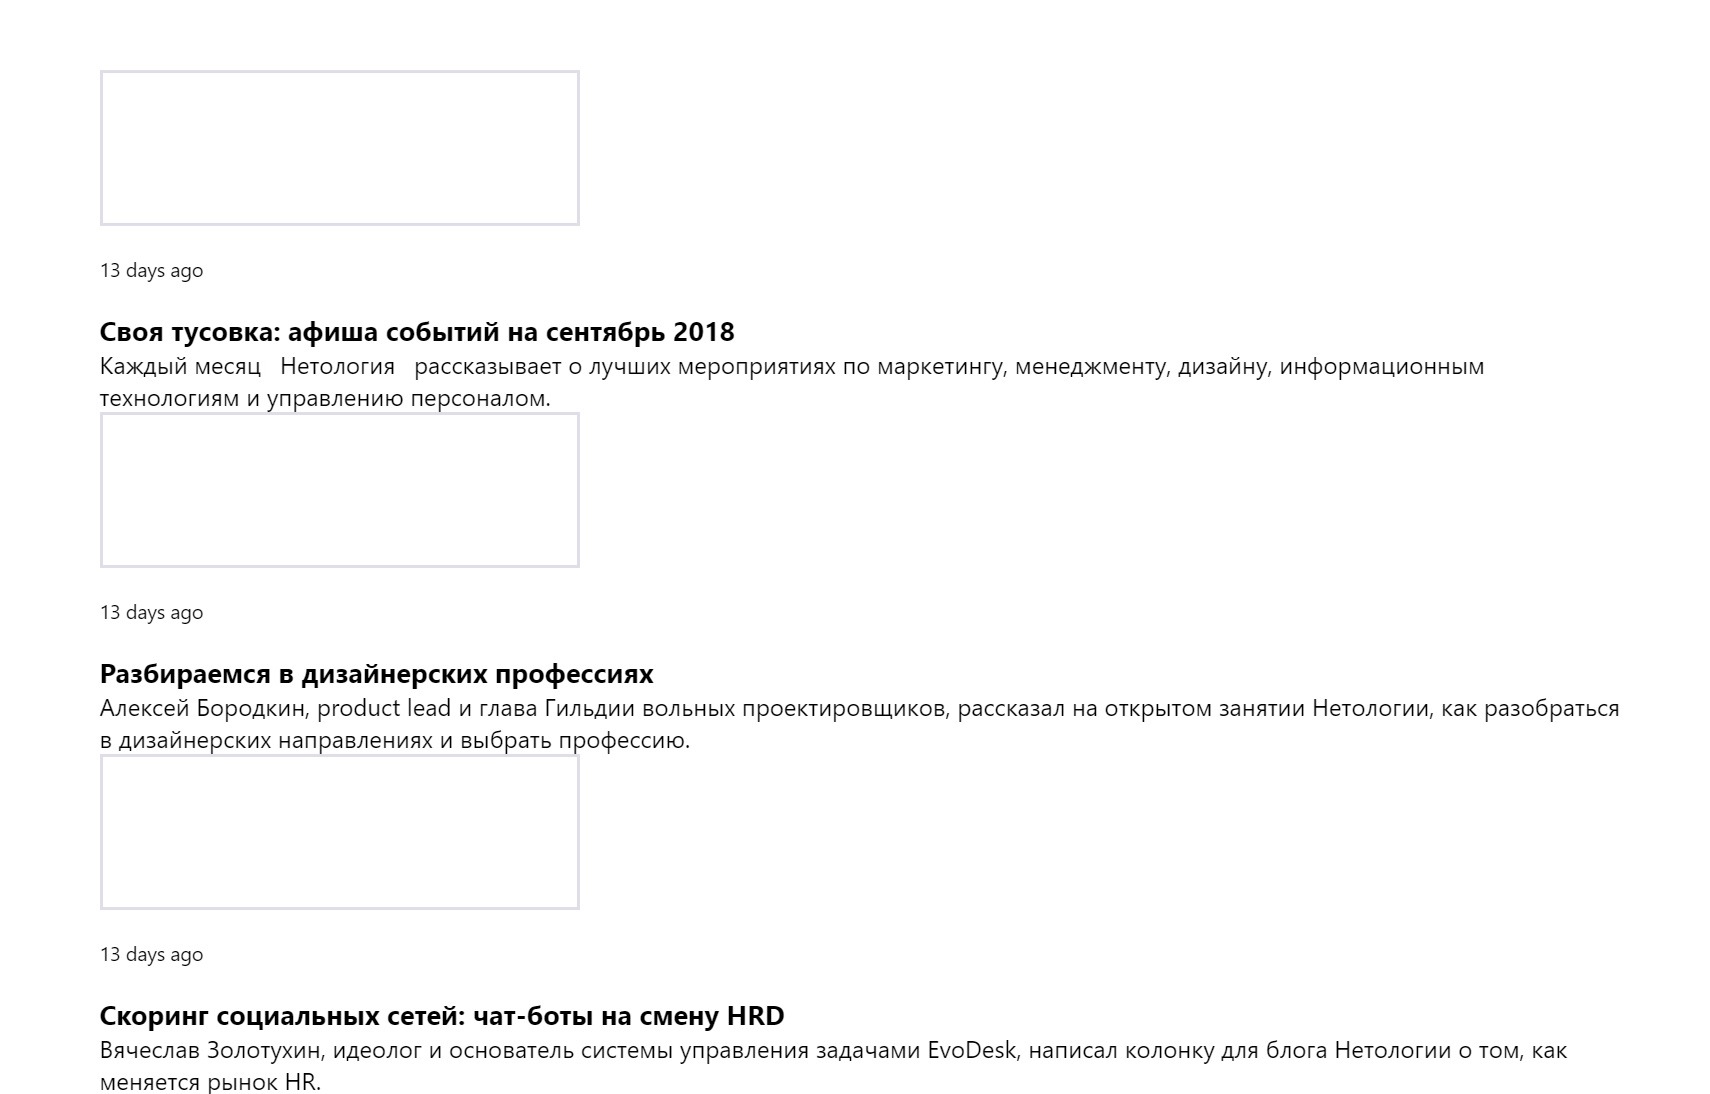 13 days ago
Своя тусовка: афиша событий на сентябрь 2018
Каждый месяц Нетология рассказывает о лучших мероприятиях по маркетингу, менеджменту, дизайну, информационным
технологиям и управлению персоналом.
13 days ago
Разбираемся в дизайнерских профессиях
Алексей Бородкин, product lead и глава Гильдии вольных проектировщиков, рассказал на открытом занятии Нетологии, как разобраться
в дизайнерских направлениях и выбрать профессию.
13 days ago
Скоринг социальных сетей: чат-боты на смену HRD
Вячеслав Золотухин, идеолог и основатель системы управления задачами EvoDesk, написал колонку для блога Нетологии о том, как
меняется рынок HR.